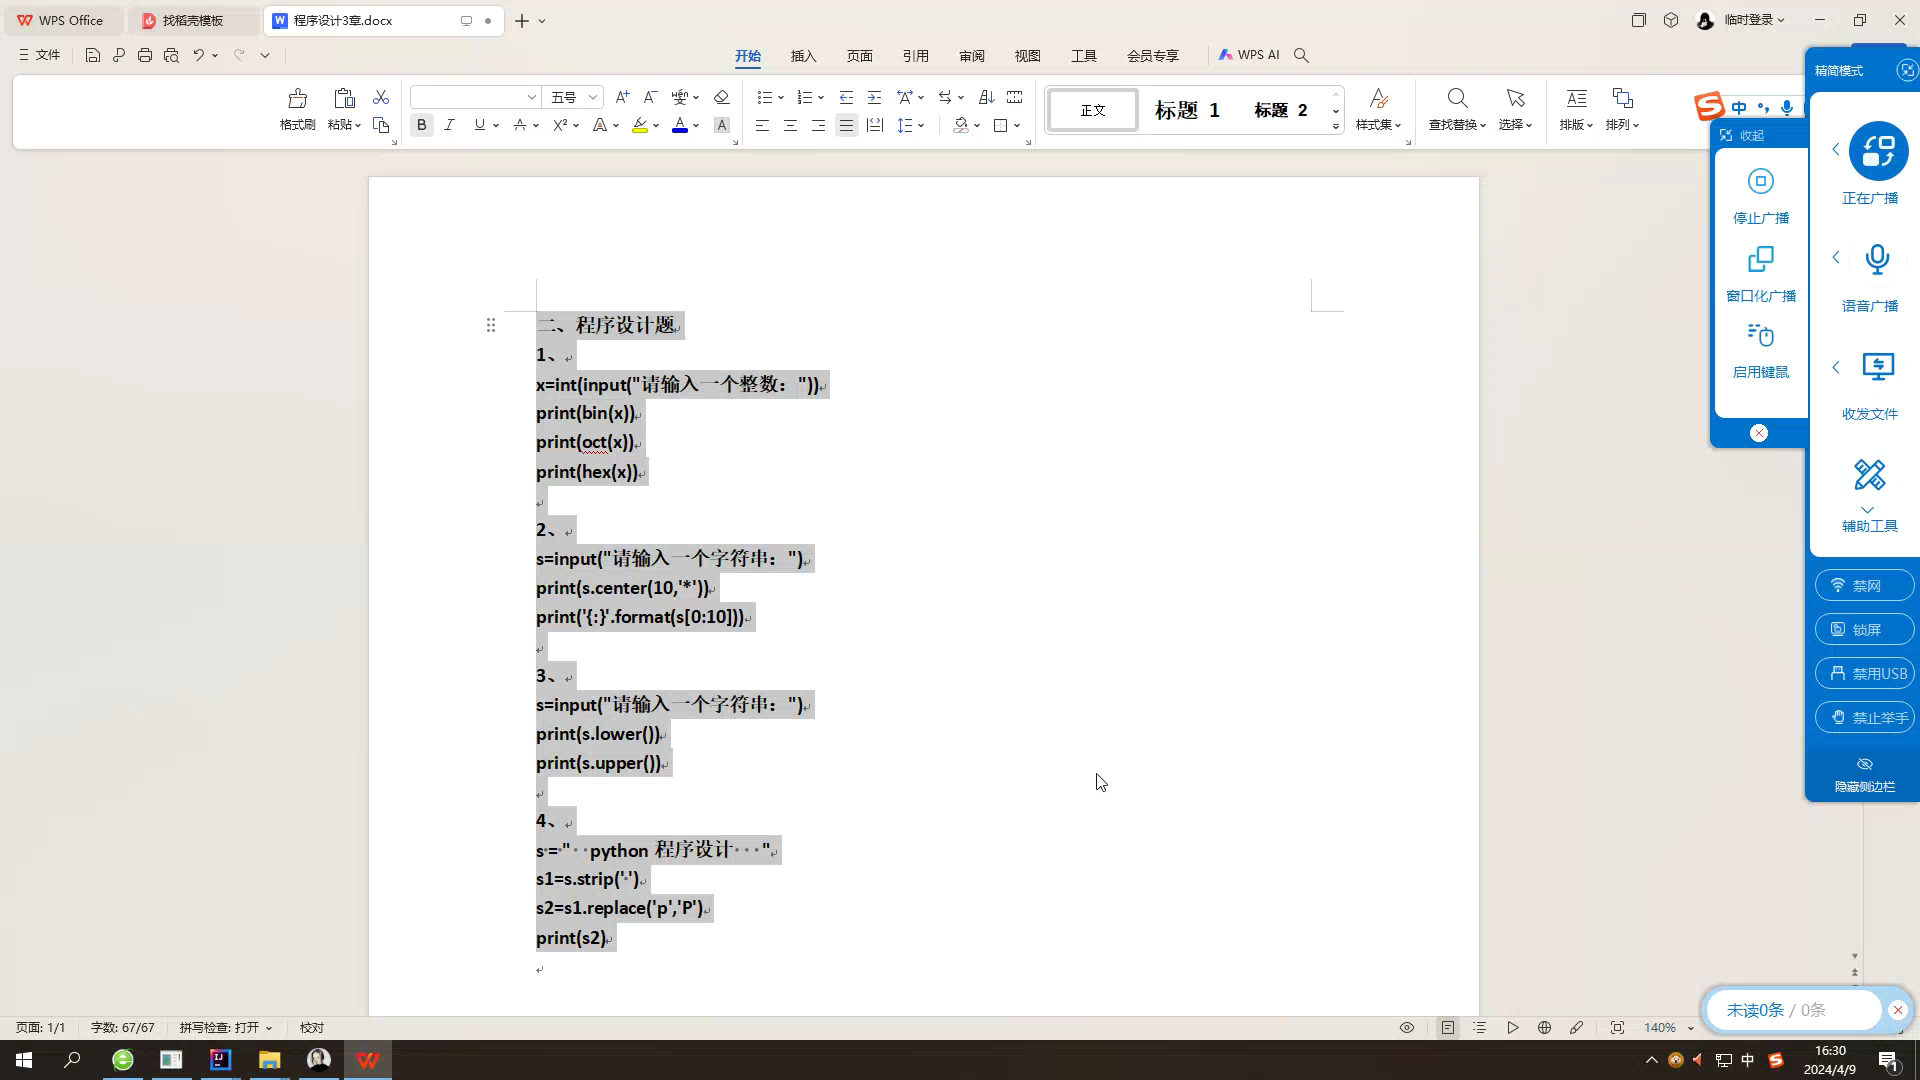 WPS Office
找稻壳模板
程序设计3章.docx
临时登录
文件
开始
插入
页面
引用
审阅
视图
工具
会员专享
WPS AI
格式刷
粘贴
五号
正文
标题 1
标题 2
样式集
查找替换
选择
排版
排列
中
精简模式
收起
停止广播
窗口化广播
启用键鼠
正在广播
语音广播
收发文件
辅助工具
禁网
锁屏
禁用USB
禁止举手
隐藏侧边栏
二、程序设计题
1、
x=int(input("请输入一个整数："))
print(bin(x))
print(oct(x))
print(hex(x))
2、
s=input("请输入一个字符串：")
print(s.center(10,'*'))
print('{:}'.format(s[0:10]))
3、
s=input("请输入一个字符串：")
print(s.lower())
print(s.upper())
4、
s = "  python 程序设计   "
s1=s.strip(' ')
s2=s1.replace('p','P')
print(s2)
未读0条 / 0条
页面: 1/1
字数: 67/67
拼写检查: 打开
校对
140%
中
16:30
2024/4/9
1